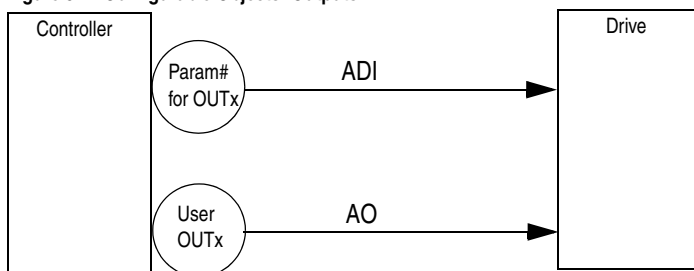 Controller
Drive
Param#
for OUTx
ADI
User
OUTx
AO